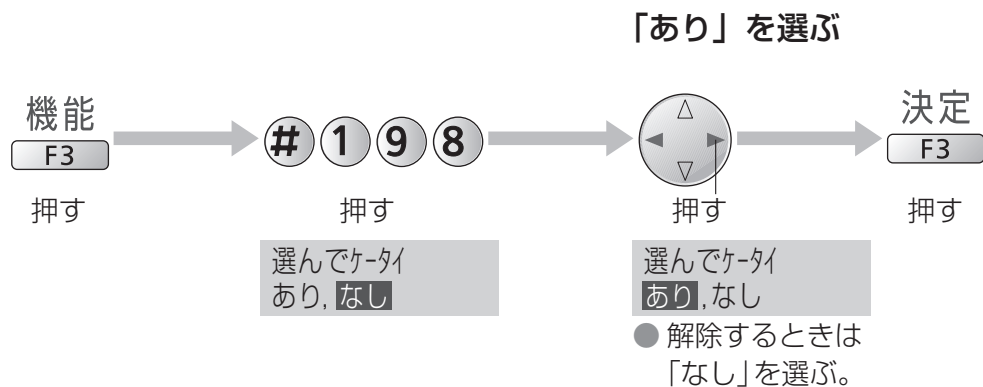 「あり」を選ぶ
機能
F3
押す
#198
押す
選んでｹｰﾀｲ
あり,なし
押す
選んでｹｰﾀｲ
あり,なし
●解除するときは
「なし」を選ぶ。
決定
F3
押す